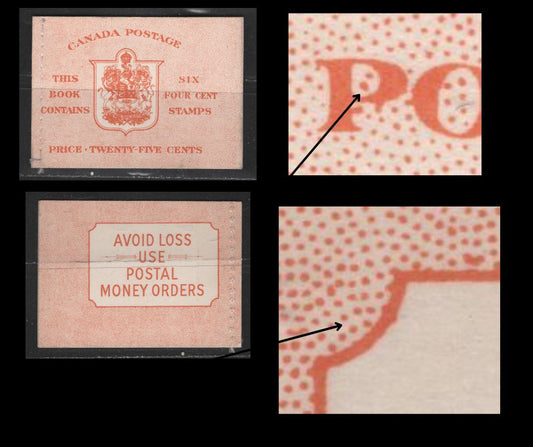 CANADA POSTAGE
THIS SIX
BOOK FOUR CENT
CONTAINS STAMPS
PRICE · TWENTY-FIVE CENTS
PO
AVOID LOSS
USE
POSTAL
MONEY ORDERS